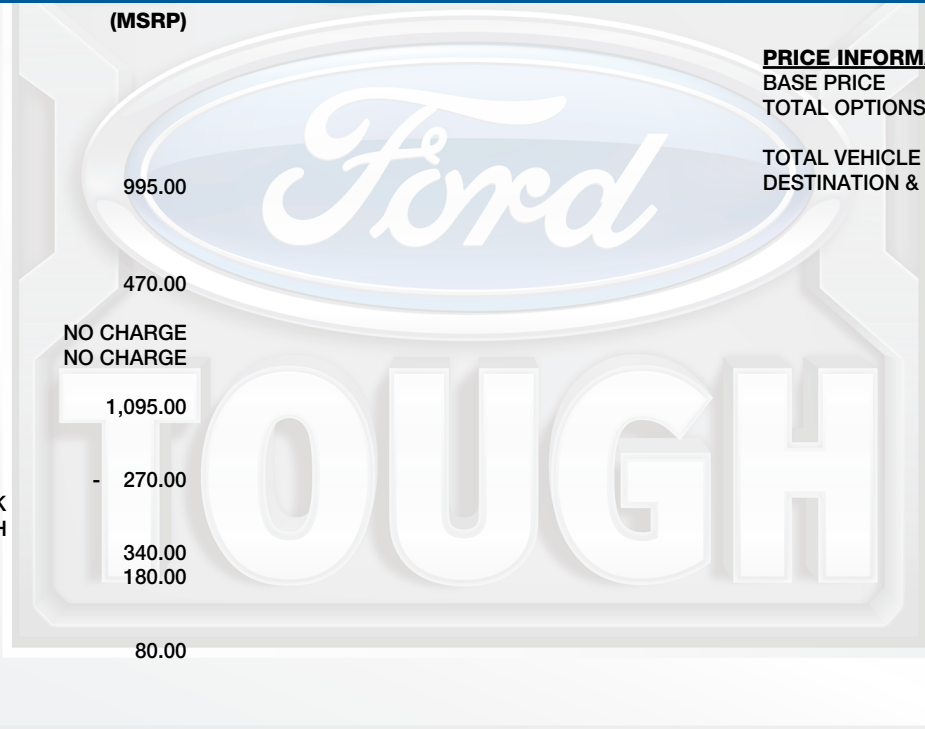 (MSRP)
995.00
470.00
NO CHARGE
NO CHARGE
1,095.00
- 270.00
K
H
340.00
180.00
80.00
PRICE INFORMA
BASE PRICE
TOTAL OPTIONS
TOTAL VEHICLE
DESTINATION &
Ford
TOUGH